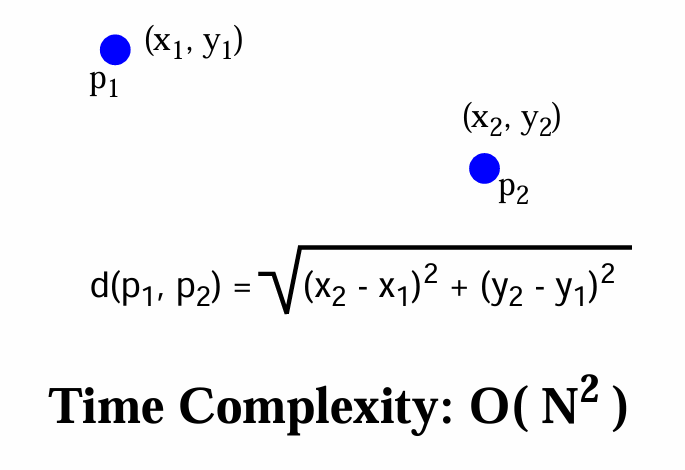 (x₁, y₁)
p₁
(x₂, y₂)
p₂
d(p₁, p₂) = √(x₂ - x₁)² + (y₂ - y₁)²
Time Complexity: O( N² )